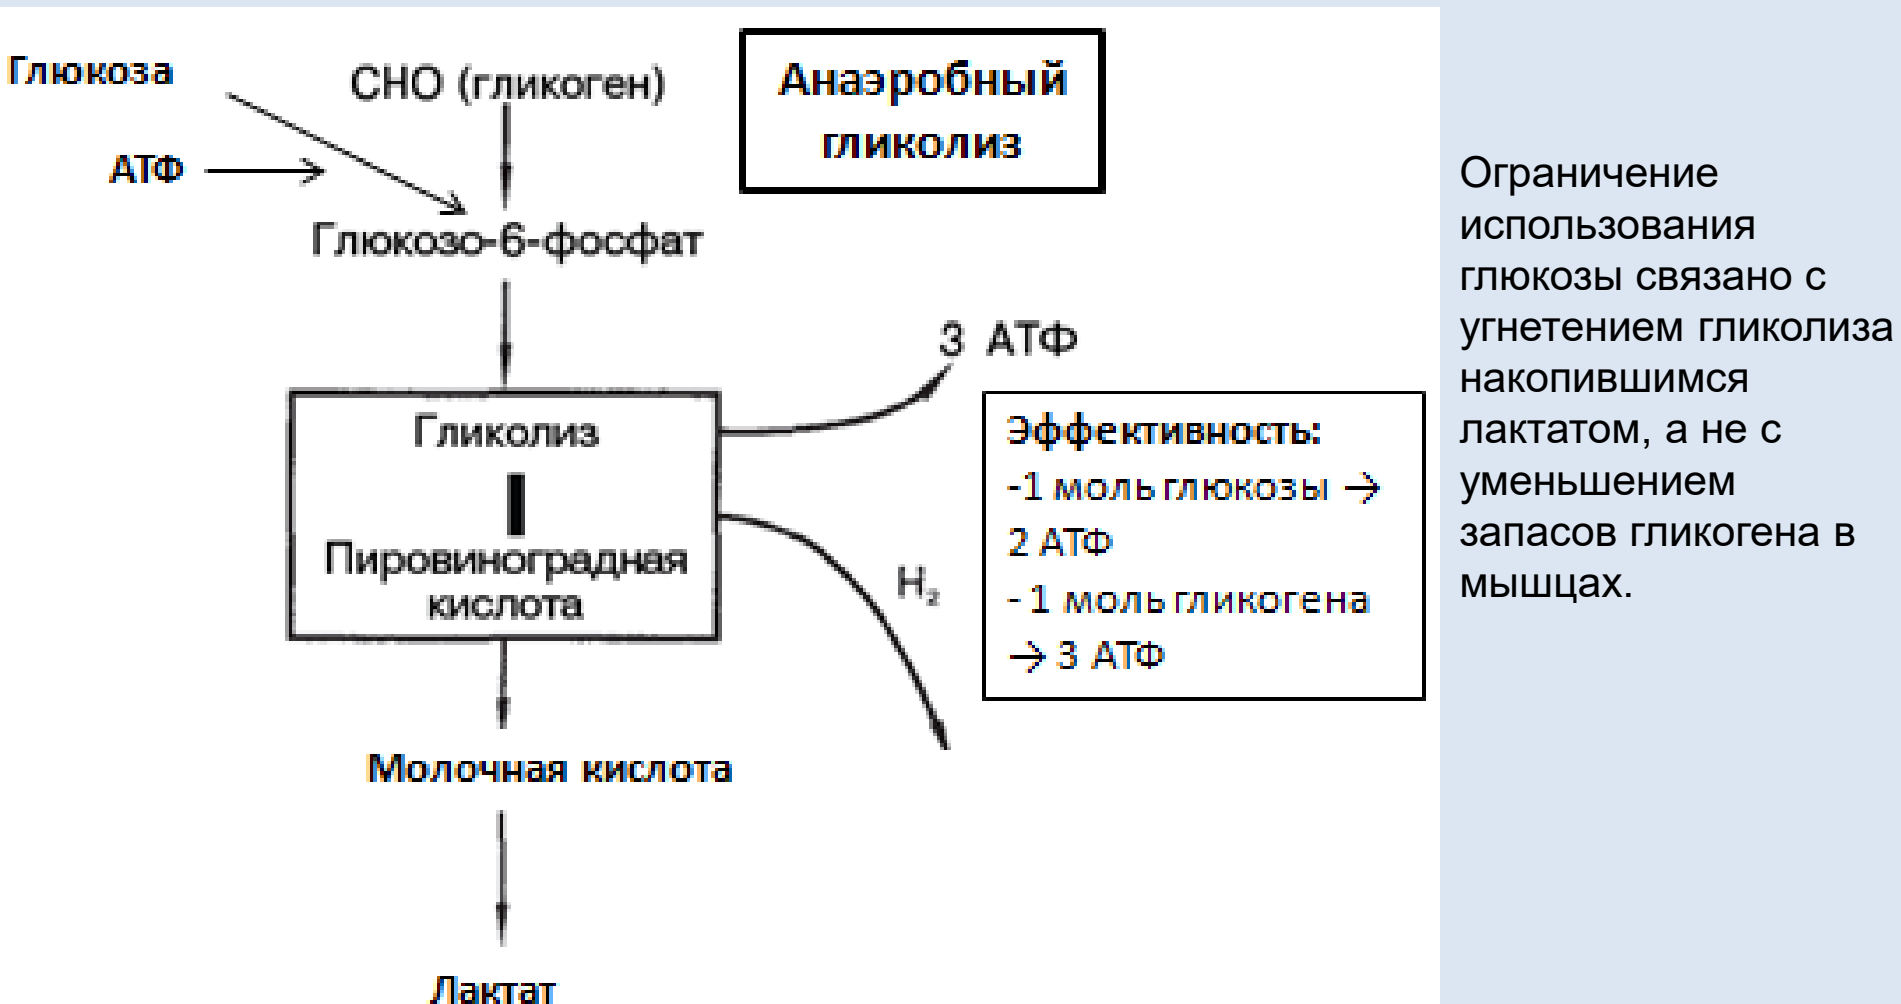 Глюкоза
СНО (гликоген)
Анаэробный
гликолиз
АТФ
Глюкозо-6-фосфат
3 АТФ
Гликолиз
Пировиноградная
кислота
H₂
Эффективность:
-1 моль глюкозы →
2 АТФ
- 1 моль гликогена
→ 3 АТФ
Молочная кислота
Лактат
Ограничение
использования
глюкозы связано с
угнетением гликолиза
накопившимся
лактатом, а не с
уменьшением
запасов гликогена в
мышцах.